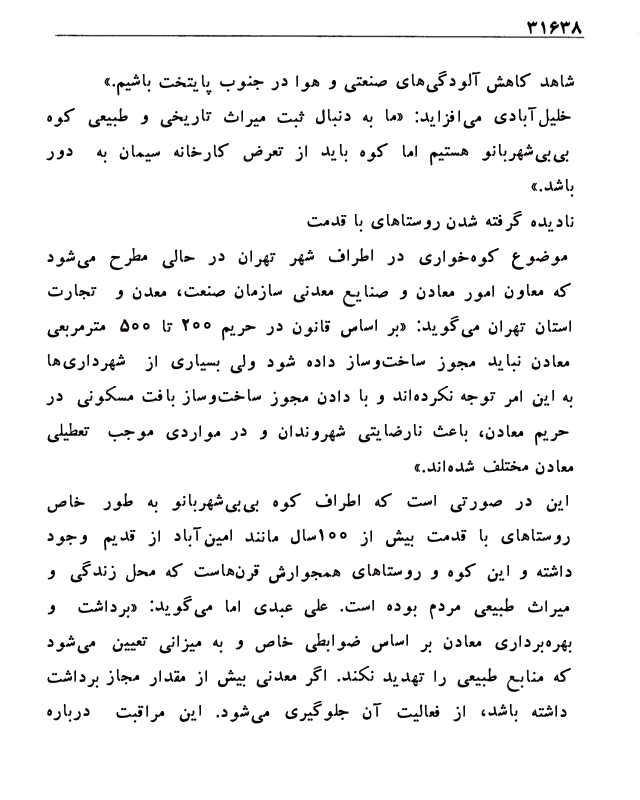 ۳۱۶۳۸
شاهد کاهش آلودگی‌های صنعتی و هوا در جنوب پایتخت باشیم.»
خلیل‌آبادی می‌افزاید: «ما به دنبال ثبت میراث تاریخی و طبیعی کوه
بی‌بی‌شهربانو هستیم اما کوه باید از تعرض کارخانه سیمان به دور
باشد.»
نادیده گرفته شدن روستاهای با قدمت
موضوع کوه‌خواری در اطراف شهر تهران در حالی مطرح می‌شود
که معاون امور معادن و صنایع معدنی سازمان صنعت، معدن و تجارت
استان تهران می‌گوید: «بر اساس قانون در حریم ۲۰۰ تا ۵۰۰ مترمربعی
معادن نباید مجوز ساخت‌وساز داده شود ولی بسیاری از شهرداری‌ها
به این امر توجه نکرده‌اند و با دادن مجوز ساخت‌وساز بافت مسکونی در
حریم معادن، باعث نارضایتی شهروندان و در مواردی موجب تعطیلی
معادن مختلف شده‌اند.»
این در صورتی است که اطراف کوه بی‌بی‌شهربانو به طور خاص
روستاهای با قدمت بیش از ۱۰۰سال مانند امین‌آباد از قدیم وجود
داشته و این کوه و روستاهای همجوارش قرن‌هاست که محل زندگی و
میراث طبیعی مردم بوده است. علی عبدی اما می‌گوید: «برداشت و
بهره‌برداری معادن بر اساس ضوابطی خاص و به میزانی تعیین می‌شود
که منابع طبیعی را تهدید نکند. اگر معدنی بیش از مقدار مجاز برداشت
داشته باشد، از فعالیت آن جلوگیری می‌شود. این مراقبت درباره